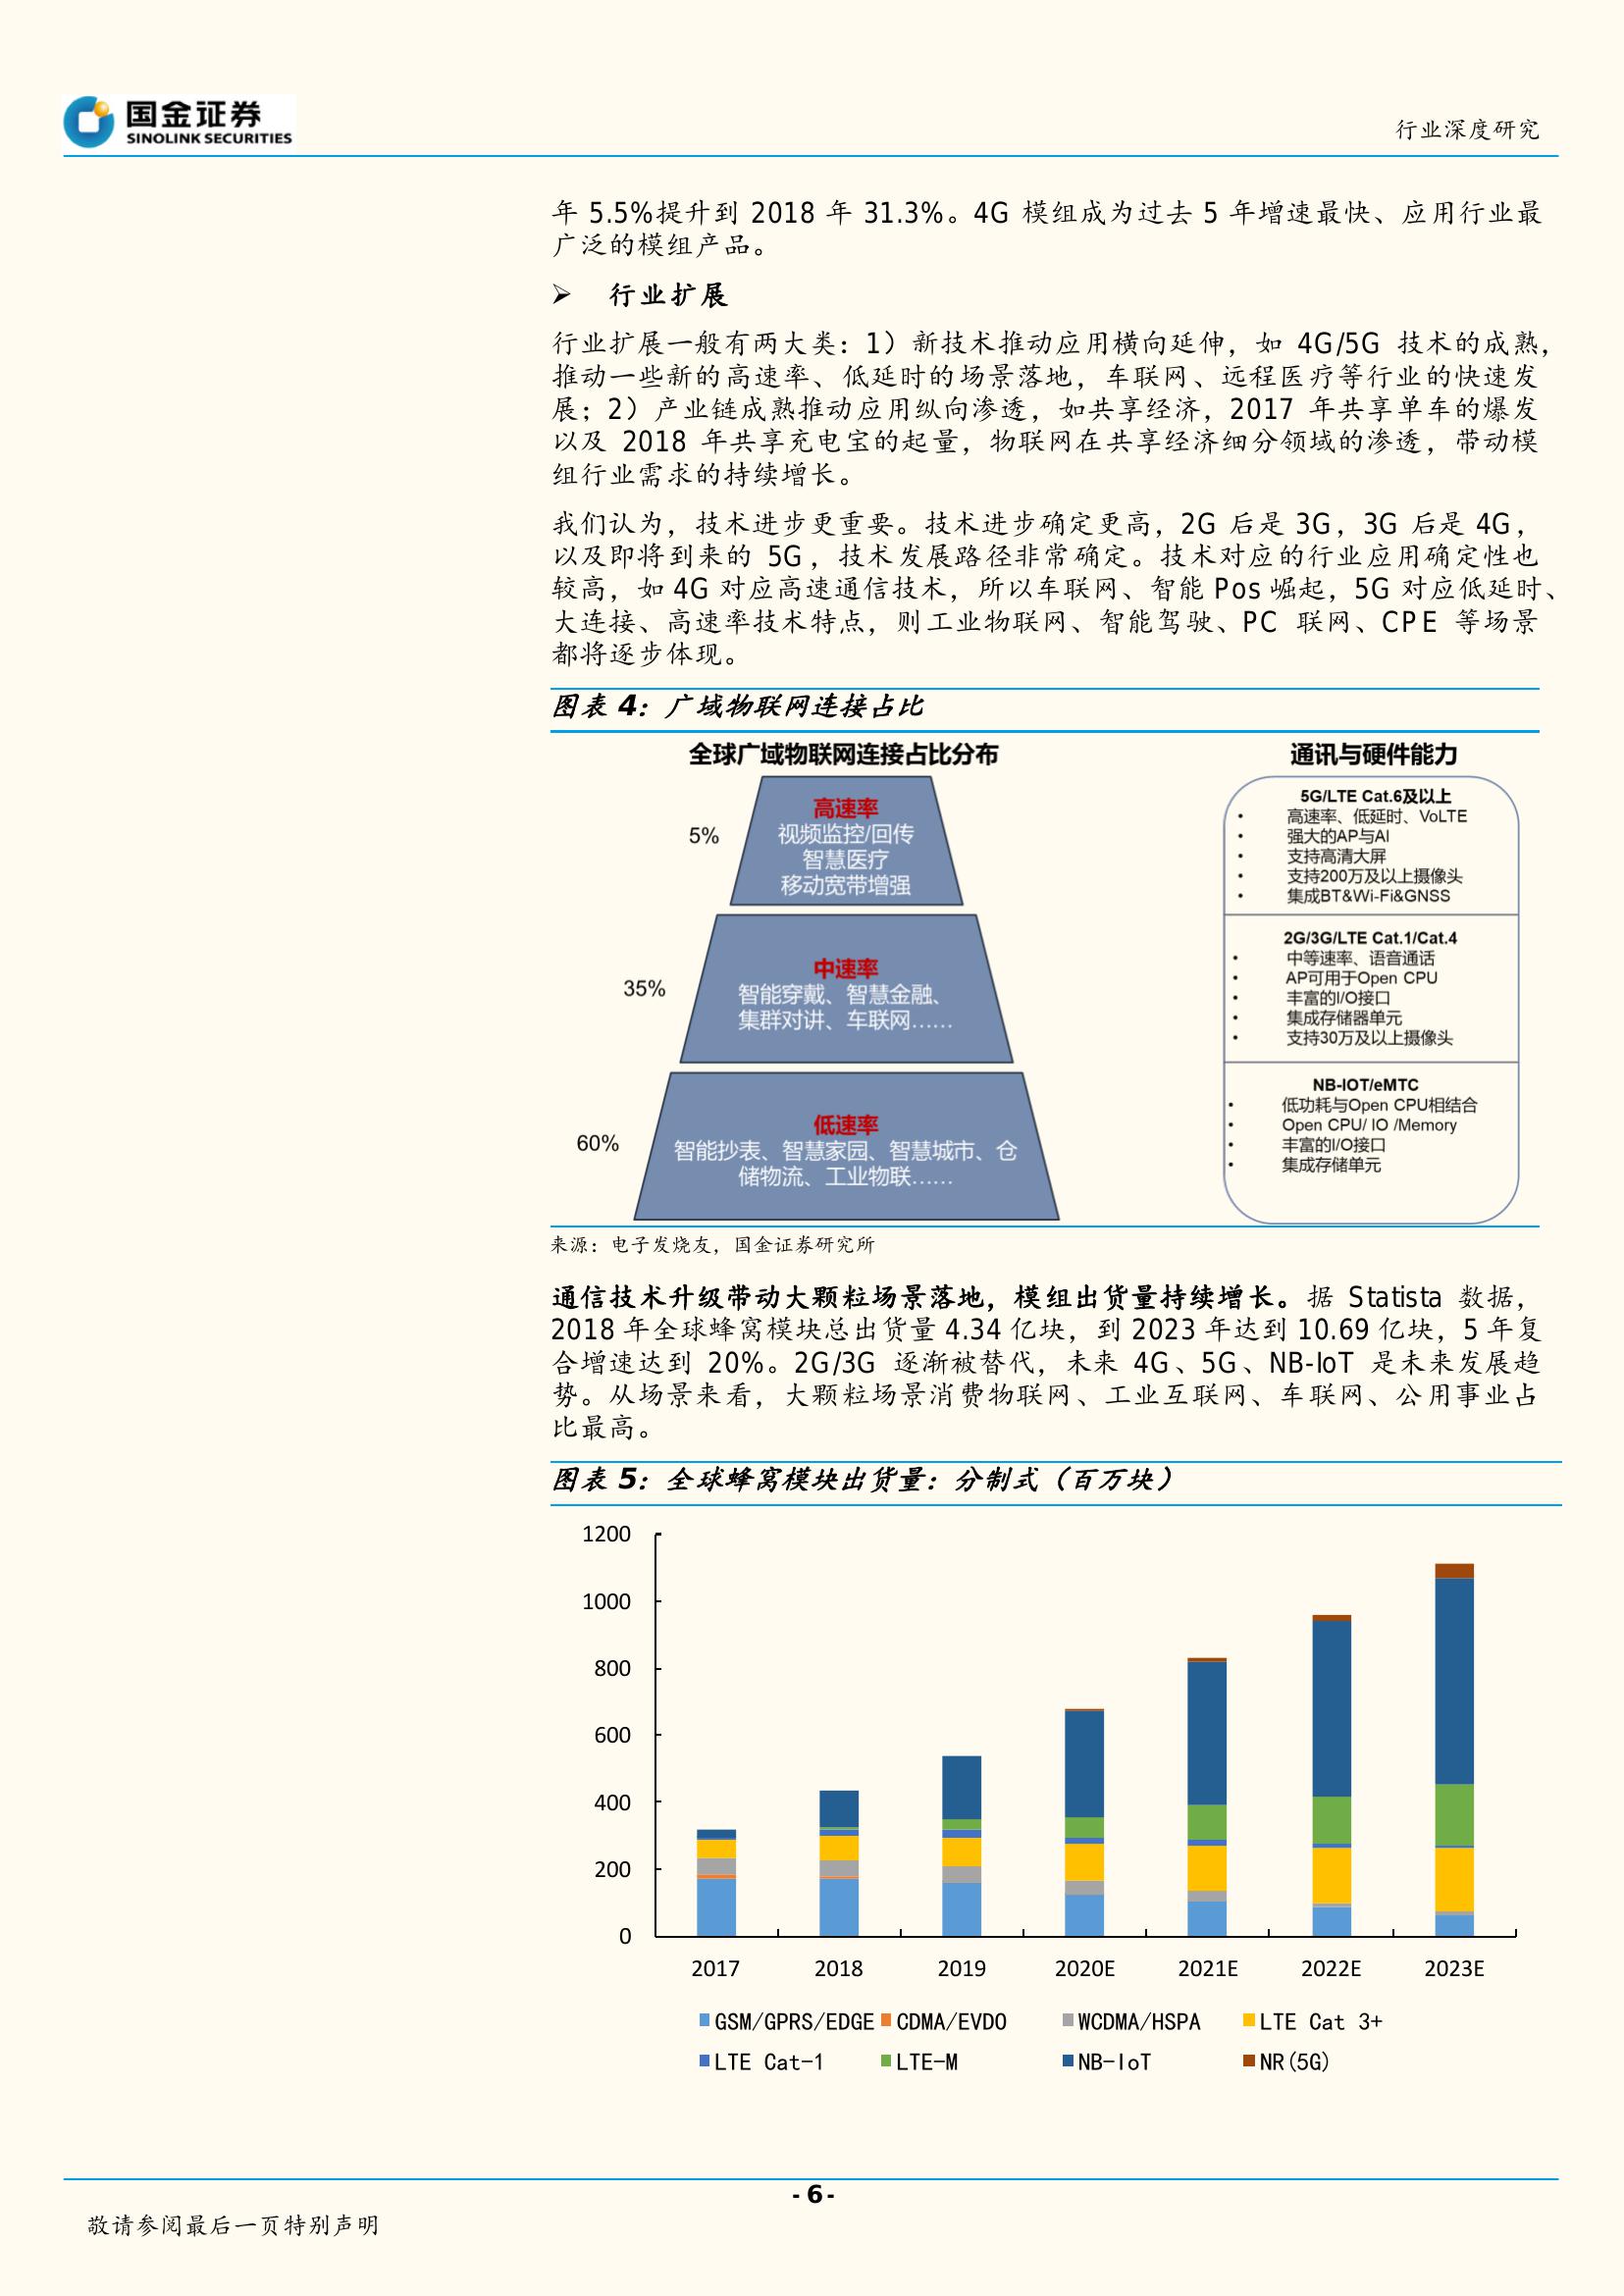 国金证券
SINOLINK SECURITIES
行业深度研究
年 5.5%提升到 2018 年 31.3%。4G 模组成为过去 5 年增速最快、应用行业最
广泛的模组产品。
➢ 行业扩展
行业扩展一般有两大类：1）新技术推动应用横向延伸，如 4G/5G 技术的成熟，
推动一些新的高速率、低延时的场景落地，车联网、远程医疗等行业的快速发
展；2）产业链成熟推动应用纵向渗透，如共享经济，2017 年共享单车的爆发
以及 2018 年共享充电宝的起量，物联网在共享经济细分领域的渗透，带动模
组行业需求的持续增长。
我们认为，技术进步更重要。技术进步确定更高，2G 后是 3G，3G 后是 4G，
以及即将到来的 5G，技术发展路径非常确定。技术对应的行业应用确定性也
较高，如 4G 对应高速通信技术，所以车联网、智能 Pos 崛起，5G 对应低延时、
大连接、高速率技术特点，则工业物联网、智能驾驶、PC 联网、CPE 等场景
都将逐步体现。
图表 4：广域物联网连接占比
全球广域物联网连接占比分布
5%
高速率
视频监控/回传
智慧医疗
移动宽带增强
35%
中速率
智能穿戴、智慧金融、
集群对讲、车联网……
60%
低速率
智能抄表、智慧家园、智慧城市、仓
储物流、工业物联……
通讯与硬件能力
5G/LTE Cat.6及以上
• 高速率、低延时、VoLTE
• 强大的AP与AI
• 支持高清大屏
• 支持200万及以上摄像头
• 集成BT&Wi-Fi&GNSS
2G/3G/LTE Cat.1/Cat.4
• 中等速率、语音通话
• AP可用于Open CPU
• 丰富的I/O接口
• 集成存储器单元
• 支持30万及以上摄像头
NB-IOT/eMTC
• 低功耗与Open CPU相结合
• Open CPU/ IO /Memory
• 丰富的I/O接口
• 集成存储单元
来源：电子发烧友，国金证券研究所
通信技术升级带动大颗粒场景落地，模组出货量持续增长。据 Statista 数据，
2018 年全球蜂窝模块总出货量 4.34 亿块，到 2023 年达到 10.69 亿块，5 年复
合增速达到 20%。2G/3G 逐渐被替代，未来 4G、5G、NB-IoT 是未来发展趋
势。从场景来看，大颗粒场景消费物联网、工业互联网、车联网、公用事业占
比最高。
图表 5：全球蜂窝模块出货量：分制式（百万块）
1200
1000
800
600
400
200
0
2017 2018 2019 2020E 2021E 2022E 2023E
GSM/GPRS/EDGE CDMA/EVDO WCDMA/HSPA LTE Cat 3+
LTE Cat-1 LTE-M NB-IoT NR(5G)
- 6 -
敬请参阅最后一页特别声明